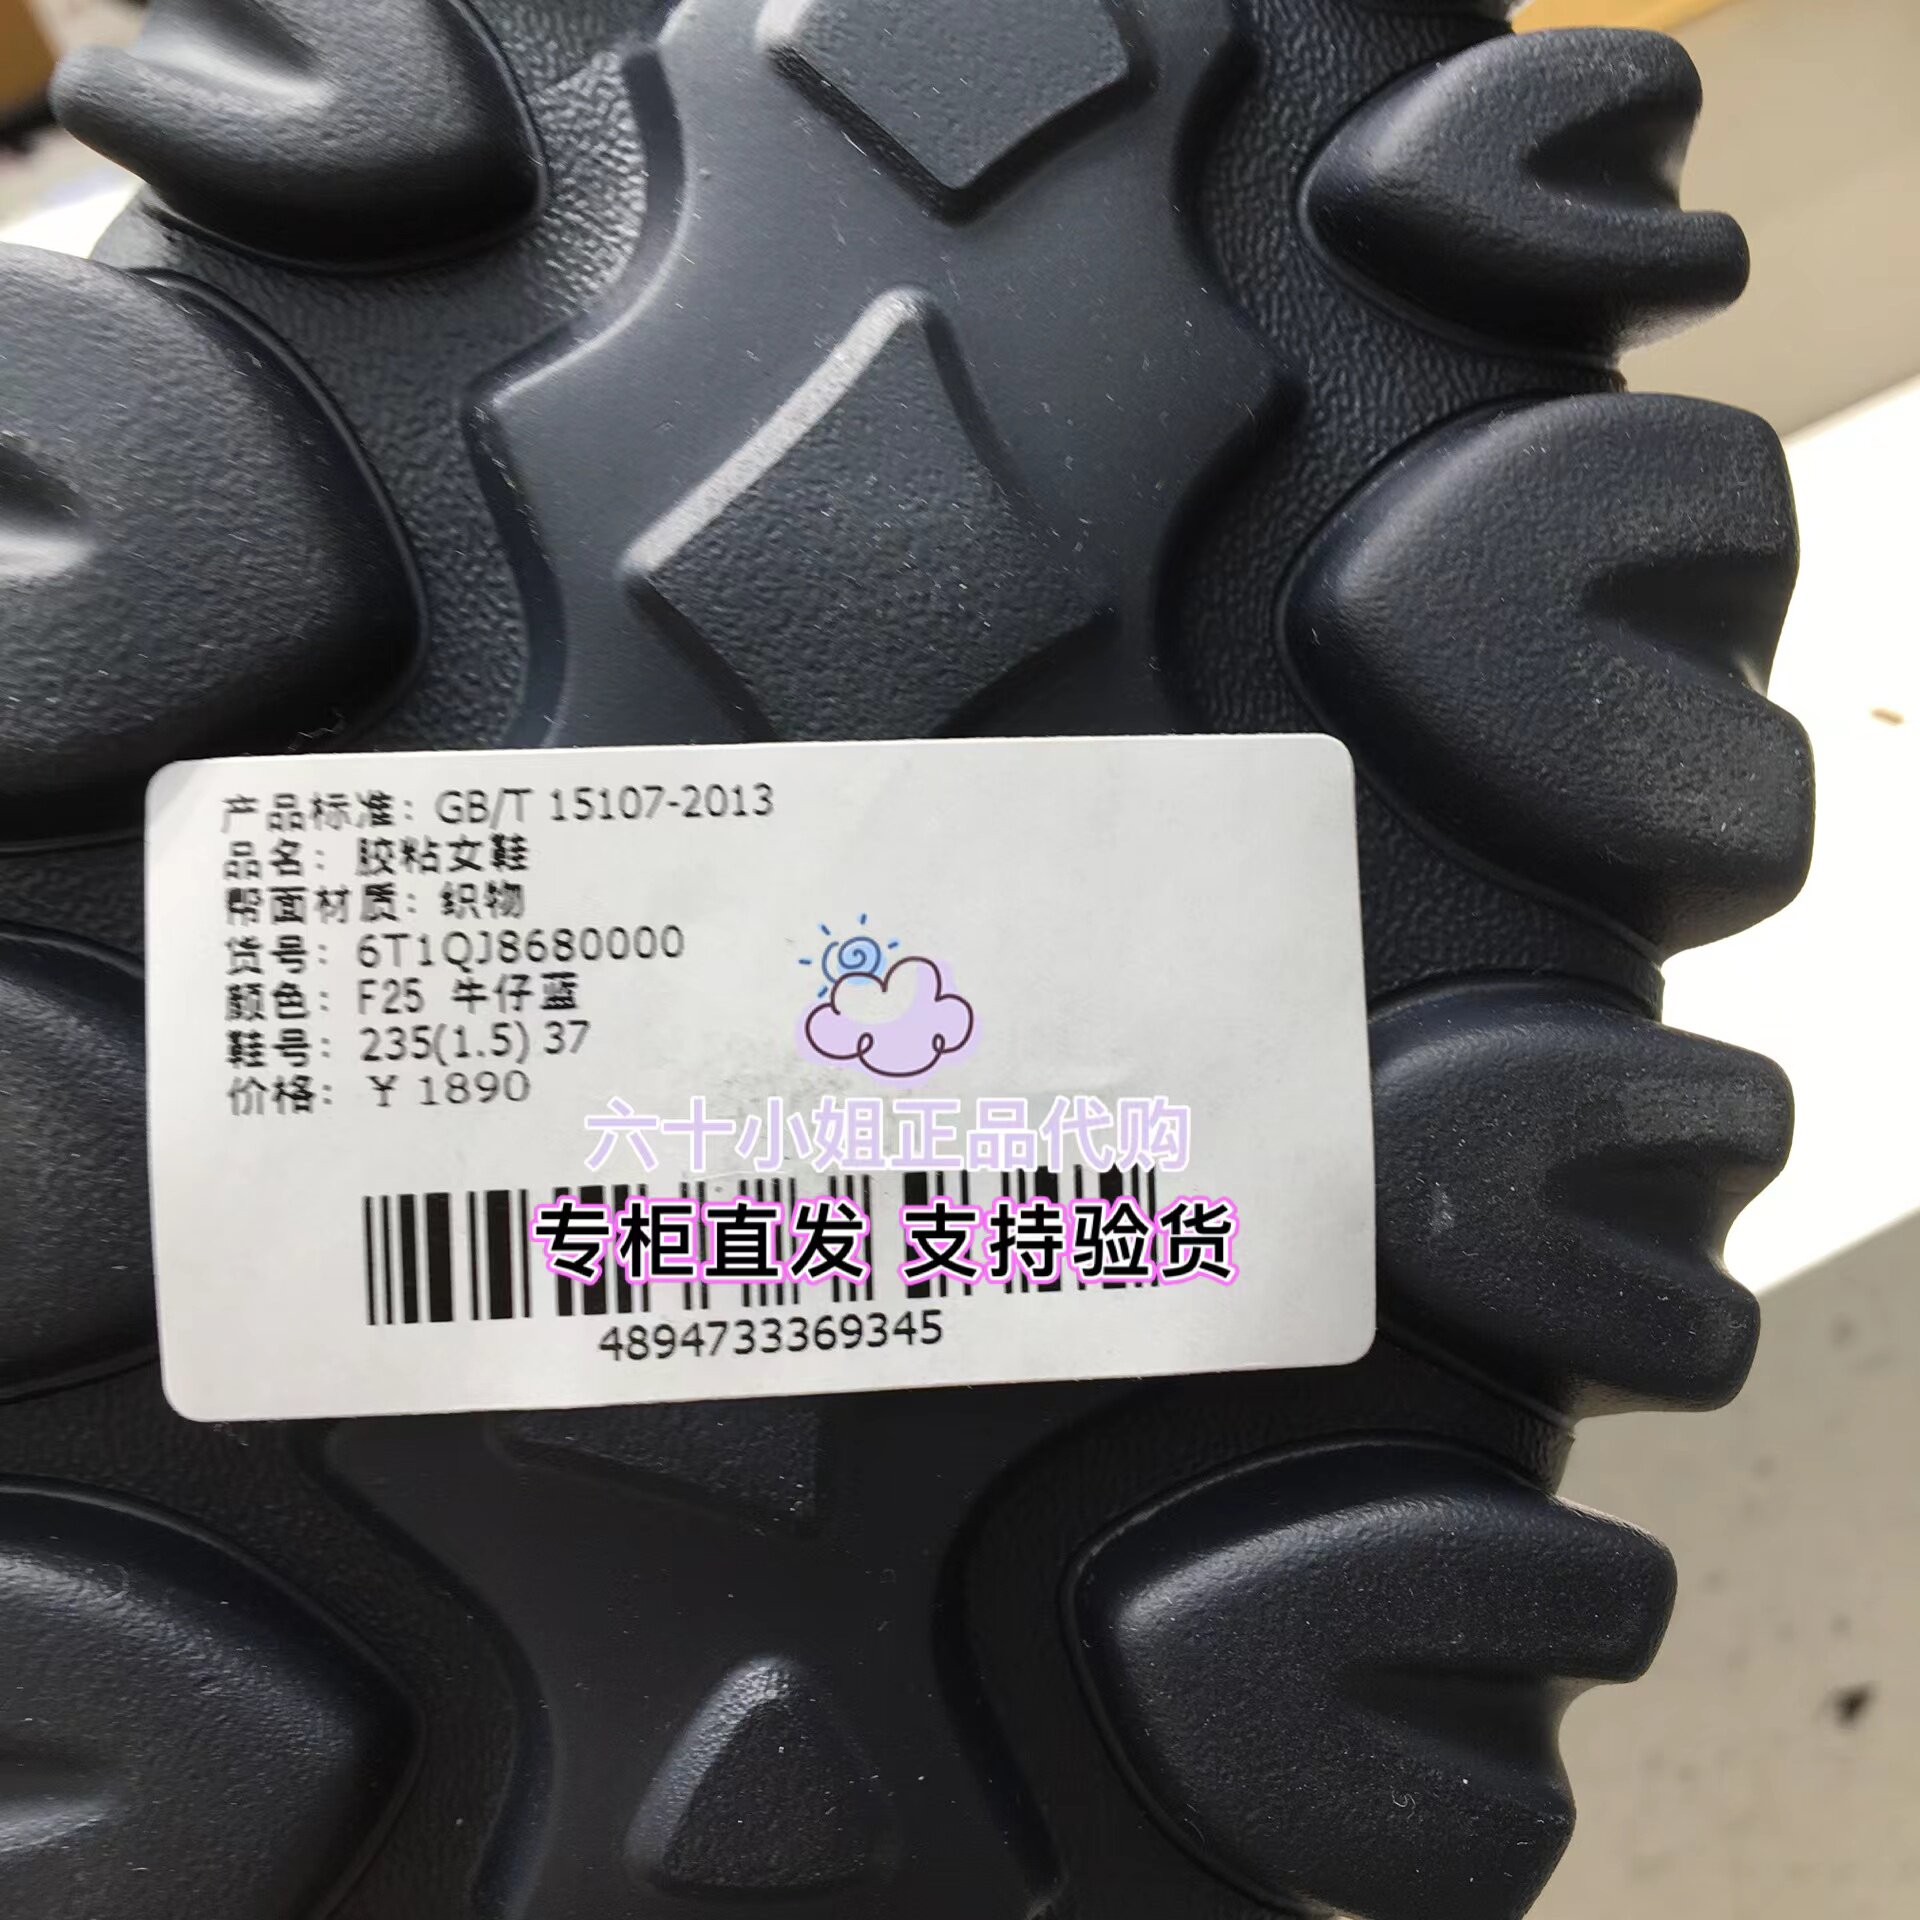 产品标准：GB/T 15107-2013
品名：胶粘女鞋
帮面材质：织物
货号：6T1QJ8680000
颜色：F25 牛仔蓝
鞋号：235(1.5) 37
价格：￥1890
六十小姐正品代购
专柜直发 支持验货
4894733369345